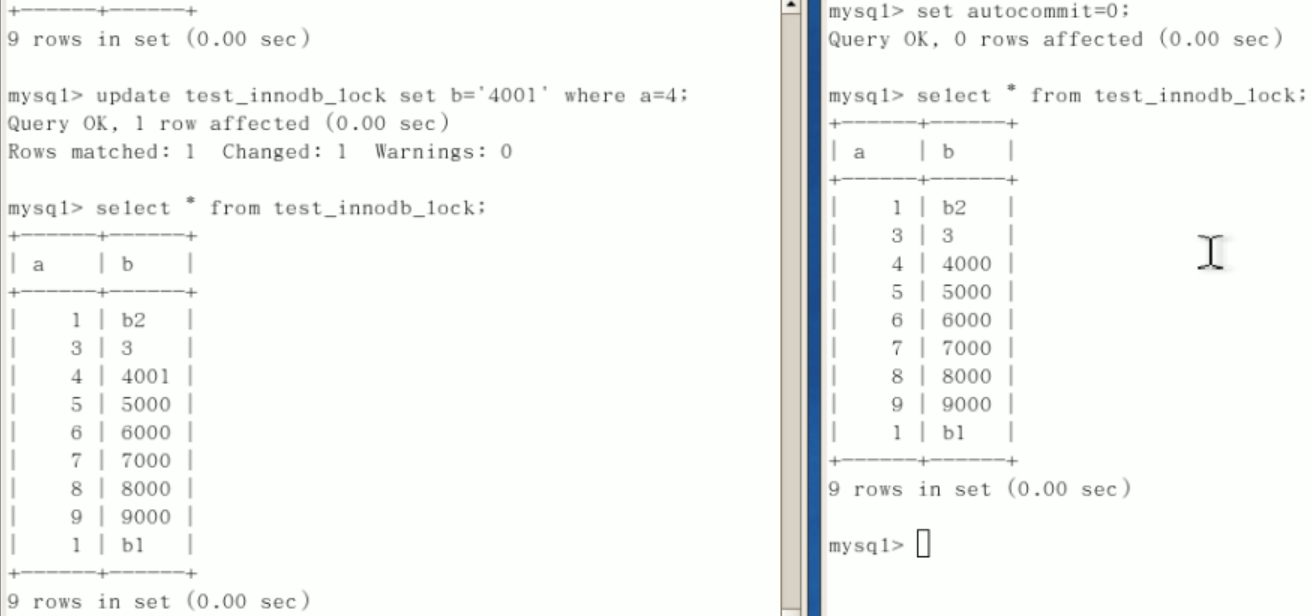 +------+------+
9 rows in set (0.00 sec)
mysql> update test_innodb_lock set b='4001' where a=4;
Query OK, 1 row affected (0.00 sec)
Rows matched: 1  Changed: 1  Warnings: 0
mysql> select * from test_innodb_lock;
+------+------+
| a    | b    |
+------+------+
|    1 | b2   |
|    3 | 3    |
|    4 | 4001 |
|    5 | 5000 |
|    6 | 6000 |
|    7 | 7000 |
|    8 | 8000 |
|    9 | 9000 |
|    1 | b1   |
+------+------+
9 rows in set (0.00 sec)
mysql> set autocommit=0;
Query OK, 0 rows affected (0.00 sec)
mysql> select * from test_innodb_lock;
+------+------+
| a    | b    |
+------+------+
|    1 | b2   |
|    3 | 3    |
|    4 | 4000 |
|    5 | 5000 |
|    6 | 6000 |
|    7 | 7000 |
|    8 | 8000 |
|    9 | 9000 |
|    1 | b1   |
+------+------+
9 rows in set (0.00 sec)
mysql>